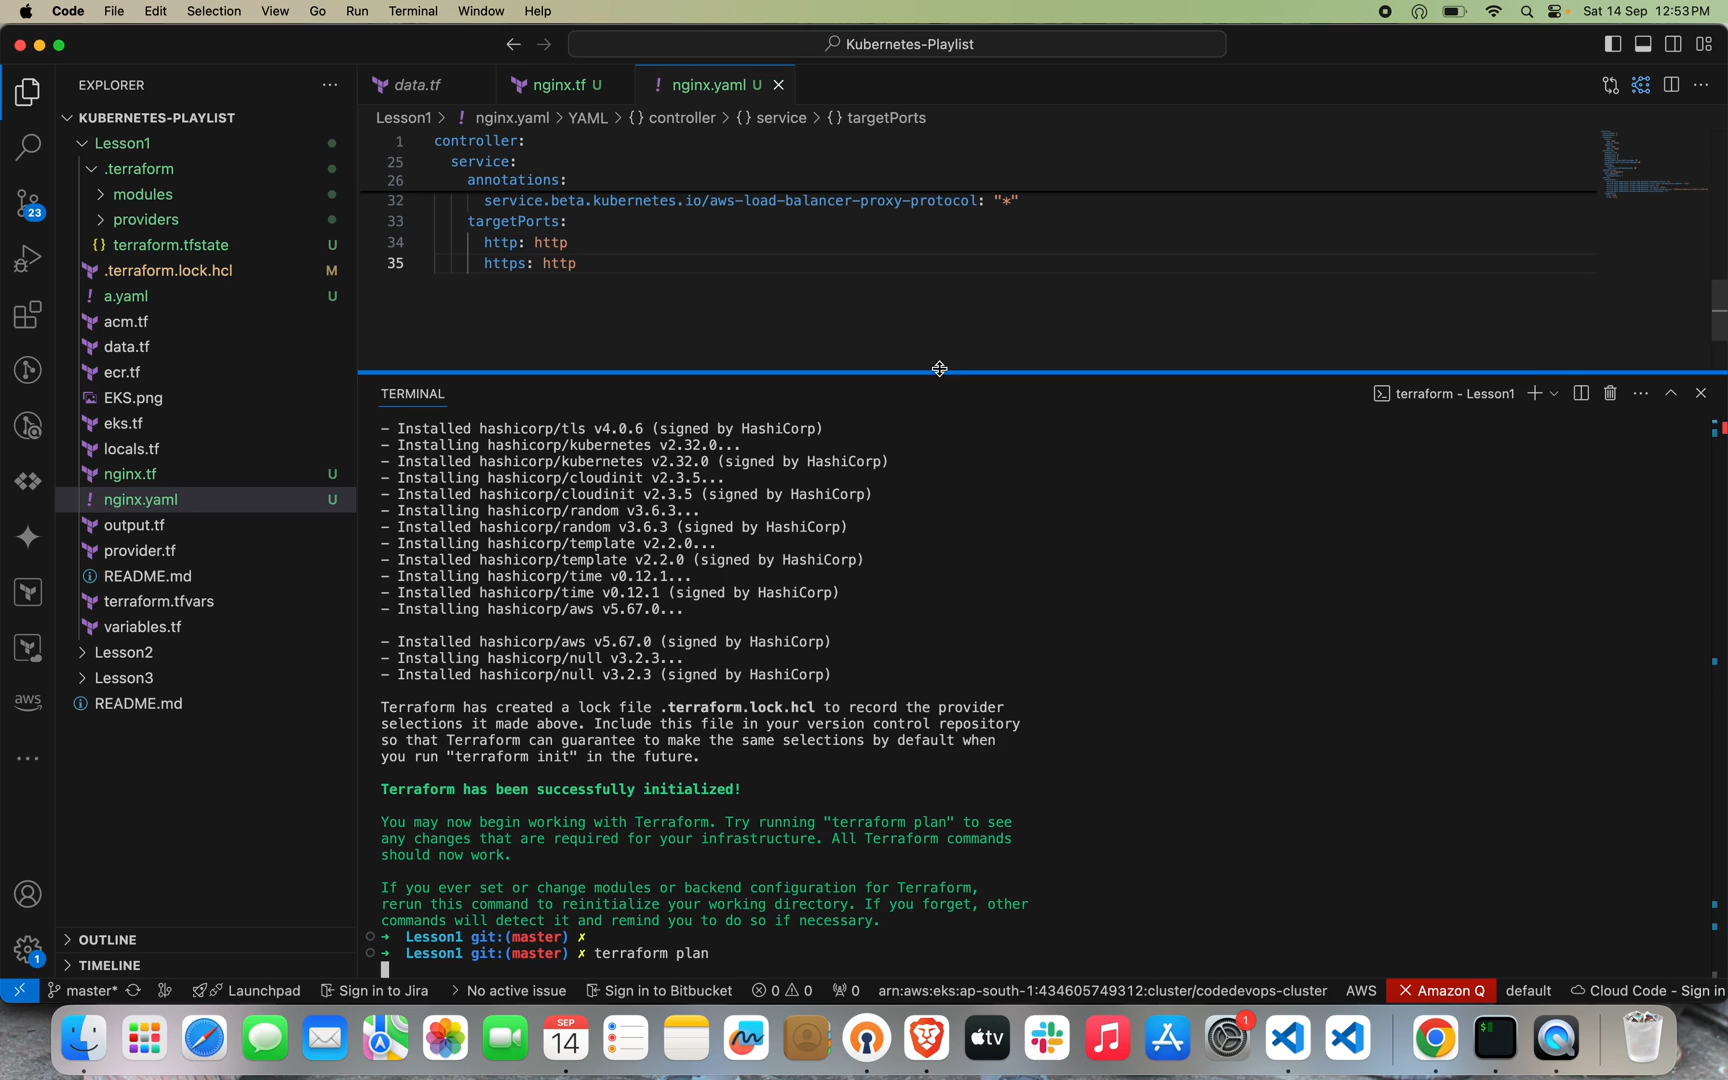 Code File Edit Selection View Go Run Terminal Window Help
Sat 14 Sep 12:53 PM
Kubernetes-Playlist
EXPLORER
KUBERNETES-PLAYLIST
Lesson1
.terraform
modules
providers
{} terraform.tfstate U
.terraform.lock.hcl M
! a.yaml U
acm.tf
data.tf
ecr.tf
EKS.png
eks.tf
locals.tf
nginx.tf U
! nginx.yaml U
output.tf
provider.tf
README.md
terraform.tfvars
variables.tf
Lesson2
Lesson3
README.md
OUTLINE
TIMELINE
23
aws
1
data.tf nginx.tf U ! nginx.yaml U
Lesson1 > ! nginx.yaml > YAML > {} controller > {} service > {} targetPorts
1 controller:
25 service:
26 annotations:
32 service.beta.kubernetes.io/aws-load-balancer-proxy-protocol: "*"
33 targetPorts:
34 http: http
35 https: http
TERMINAL
terraform - Lesson1
- Installed hashicorp/tls v4.0.6 (signed by HashiCorp)
- Installing hashicorp/kubernetes v2.32.0...
- Installed hashicorp/kubernetes v2.32.0 (signed by HashiCorp)
- Installing hashicorp/cloudinit v2.3.5...
- Installed hashicorp/cloudinit v2.3.5 (signed by HashiCorp)
- Installing hashicorp/random v3.6.3...
- Installed hashicorp/random v3.6.3 (signed by HashiCorp)
- Installing hashicorp/template v2.2.0...
- Installed hashicorp/template v2.2.0 (signed by HashiCorp)
- Installing hashicorp/time v0.12.1...
- Installed hashicorp/time v0.12.1 (signed by HashiCorp)
- Installing hashicorp/aws v5.67.0...
- Installed hashicorp/aws v5.67.0 (signed by HashiCorp)
- Installing hashicorp/null v3.2.3...
- Installed hashicorp/null v3.2.3 (signed by HashiCorp)
Terraform has created a lock file .terraform.lock.hcl to record the provider
selections it made above. Include this file in your version control repository
so that Terraform can guarantee to make the same selections by default when
you run "terraform init" in the future.
Terraform has been successfully initialized!
You may now begin working with Terraform. Try running "terraform plan" to see
any changes that are required for your infrastructure. All Terraform commands
should now work.
If you ever set or change modules or backend configuration for Terraform,
rerun this command to reinitialize your working directory. If you forget, other
commands will detect it and remind you to do so if necessary.
→ Lesson1 git:(master) ✗
→ Lesson1 git:(master) ✗ terraform plan
master* Launchpad Sign in to Jira No active issue Sign in to Bitbucket 0 0 0 arn:aws:eks:ap-south-1:434605749312:cluster/codedevops-cluster AWS Amazon Q default Cloud Code - Sign in
SEP
14
tv
1
$